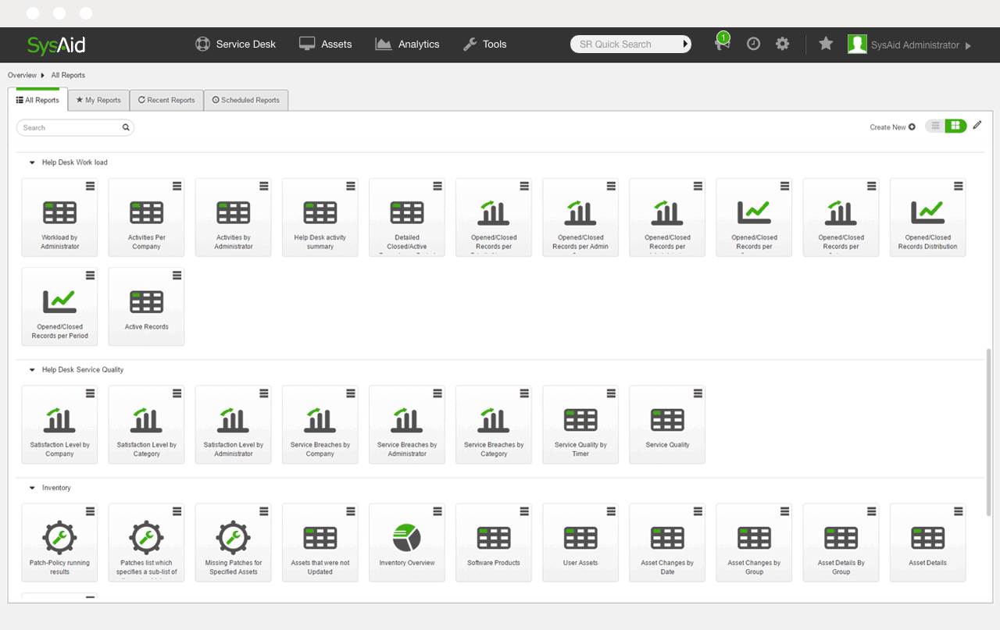 SysAid
Service Desk
Assets
Analytics
Tools
SR Quick Search
1
SysAid Administrator
Overview
All Reports
All Reports
My Reports
Recent Reports
Scheduled Reports
Search
Create New
Help Desk Work load
Workload by
Administrator
Activities Per
Company
Activities by
Administrator
Help Desk activity
summary
Detailed
Closed/Active
Opened/Closed
Records per
Opened/Closed
Records per Admin
Opened/Closed
Records per
Opened/Closed
Records per
Opened/Closed
Records per
Opened/Closed
Records Distribution
Opened/Closed
Records per Period
Active Records
Help Desk Service Quality
Satisfaction Level by
Company
Satisfaction Level by
Category
Satisfaction Level by
Administrator
Service Breaches by
Company
Service Breaches by
Administrator
Service Breaches by
Category
Service Quality by
Timer
Service Quality
Inventory
Patch-Policy running
results
Patches list which
specifies a sub-list of
Missing Patches for
Specified Assets
Assets that were not
Updated
Inventory Overview
Software Products
User Assets
Asset Changes by
Date
Asset Changes by
Group
Asset Details By
Group
Asset Details